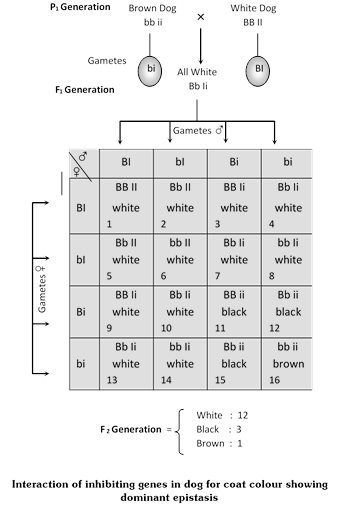 P₁ Generation Brown Dog × White Dog
bb ii BB II
Gametes bi BI
All White
F₁ Generation Bb Ii
Gametes ♂
♂ ♀ BI bI Bi bi
Gametes ♀
BI BB II Bb II BB Ii Bb Ii
white white white white
1 2 3 4
bI Bb II bb II Bb Ii bb Ii
white white white white
5 6 7 8
Bi BB Ii Bb Ii BB ii Bb ii
white white black black
9 10 11 12
bi Bb Ii bb Ii Bb ii bb ii
white white black brown
13 14 15 16
F₂ Generation =
White : 12
Black : 3
Brown : 1
Interaction of inhibiting genes in dog for coat colour showing
dominant epistasis